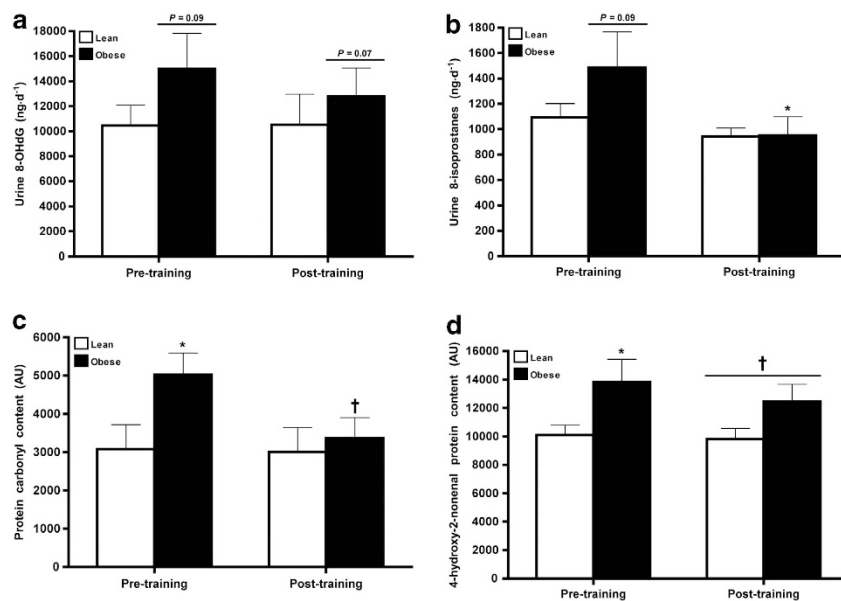 a
Lean
Obese
P = 0.09
P = 0.07
Urine 8-OHdG (ng·d⁻¹)
18000
16000
14000
12000
10000
8000
6000
4000
2000
0
Pre-training
Post-training
b
Lean
Obese
P = 0.09
*
Urine 8-isoprostanes (ng·d⁻¹)
1800
1600
1400
1200
1000
800
600
400
200
0
Pre-training
Post-training
c
Lean
Obese
*
†
Protein carbonyl content (AU)
6000
5000
4000
3000
2000
1000
0
Pre-training
Post-training
d
Lean
Obese
*
†
4-hydroxy-2-nonenal protein content (AU)
16000
14000
12000
10000
8000
6000
4000
2000
0
Pre-training
Post-training